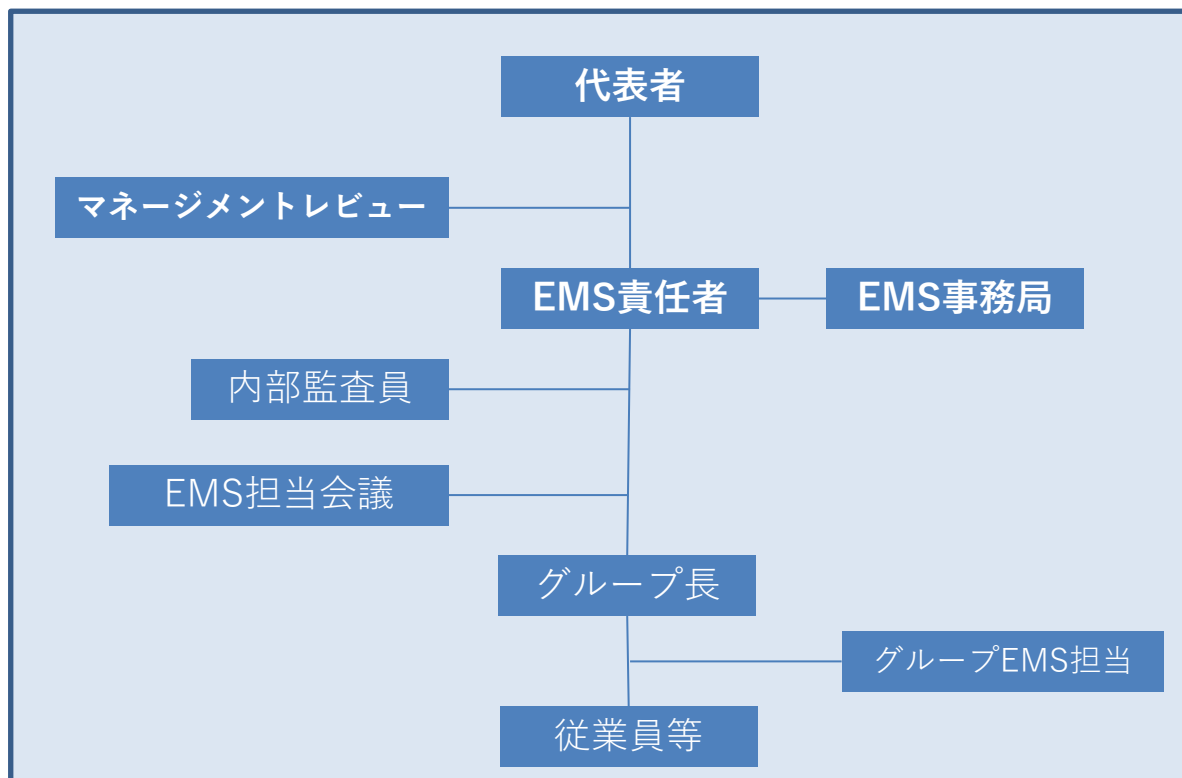 代表者
マネージメントレビュー
EMS責任者
EMS事務局
内部監査員
EMS担当会議
グループ長
グループEMS担当
従業員等